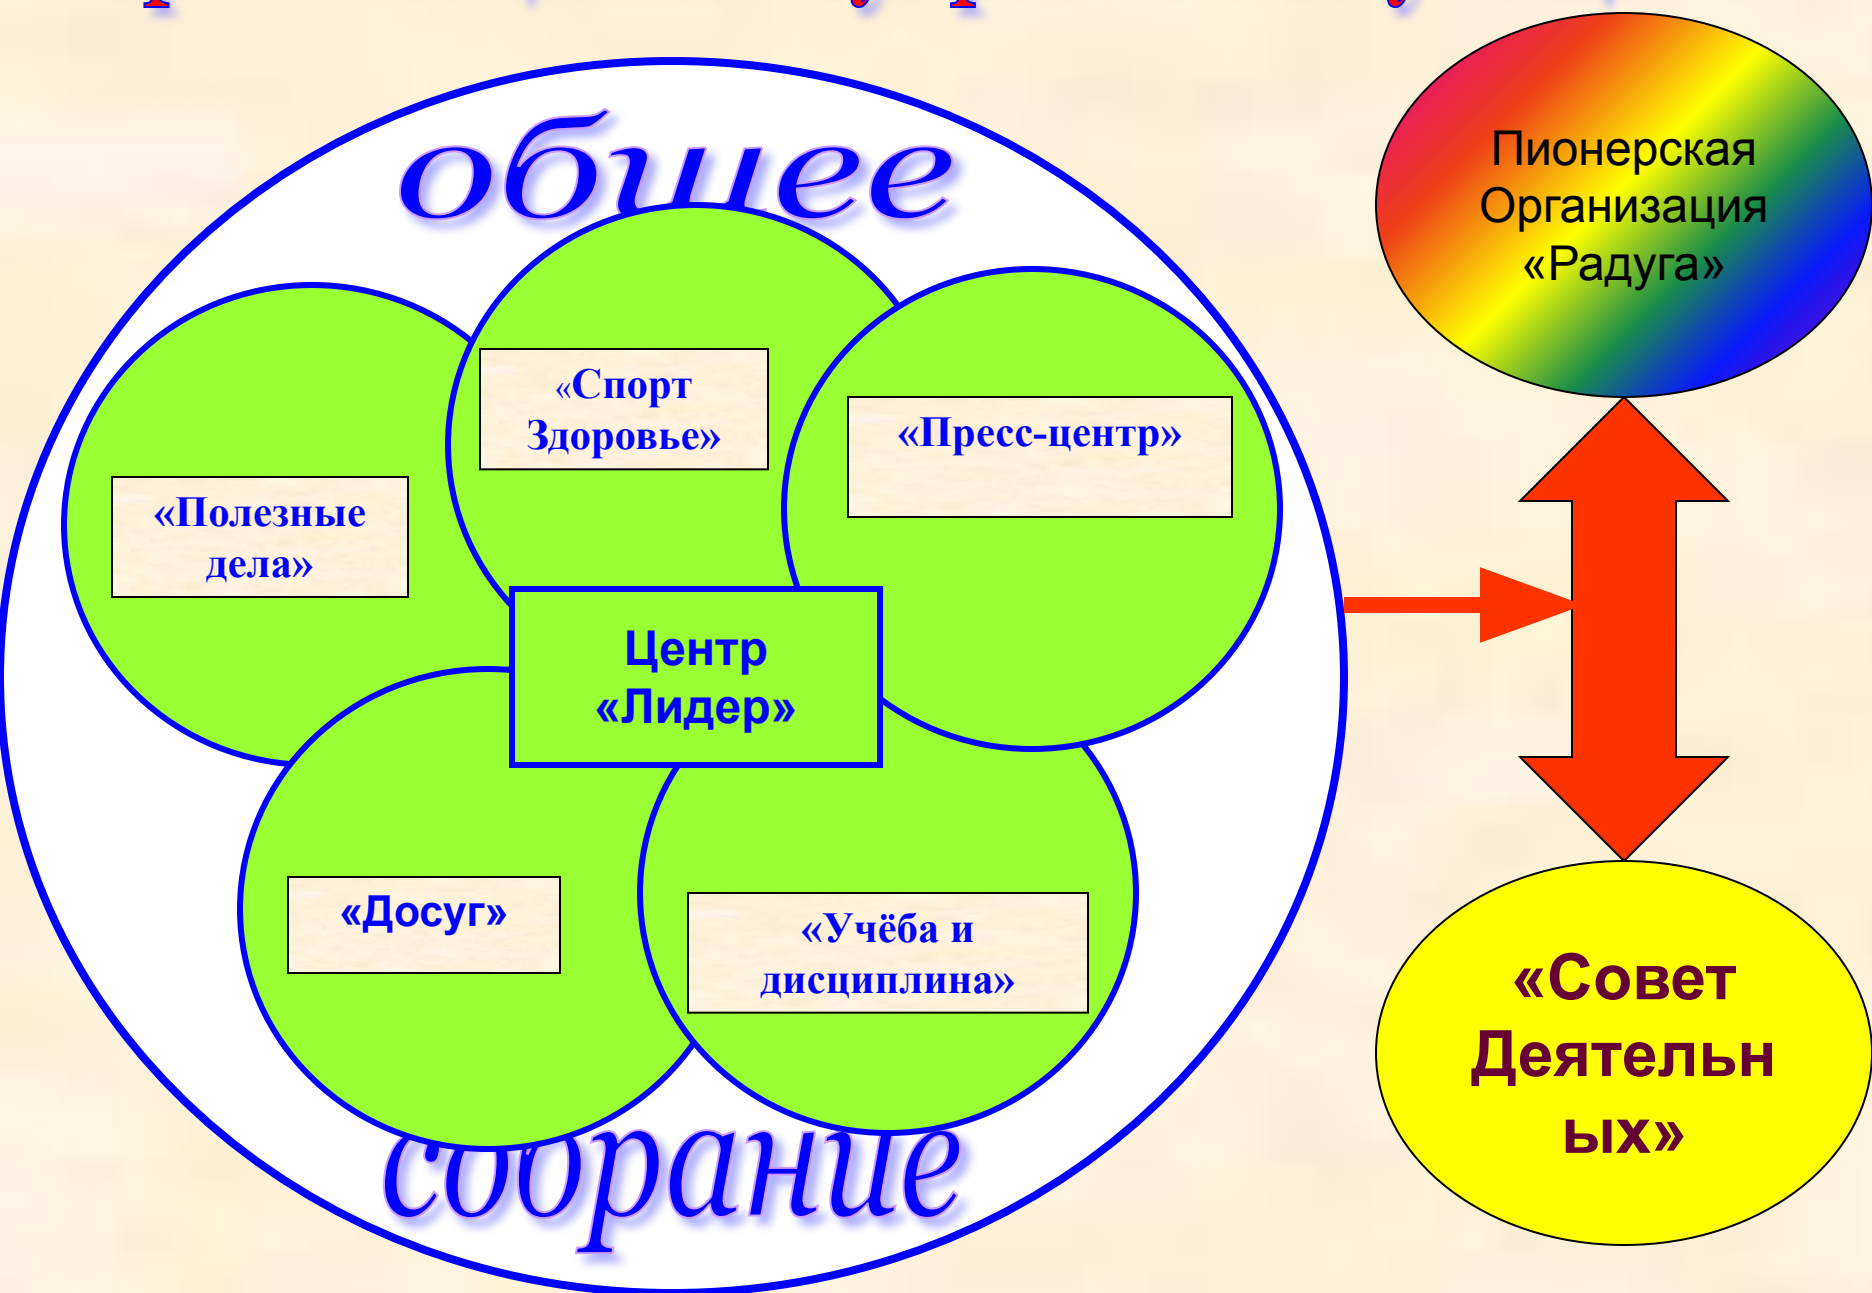 общее
«Спорт
Здоровье»
«Пресс-центр»
«Полезные
дела»
Центр
«Лидер»
«Досуг»
«Учёба и
дисциплина»
собрание
Пионерская
Организация
«Радуга»
«Совет
Деятельн
ых»